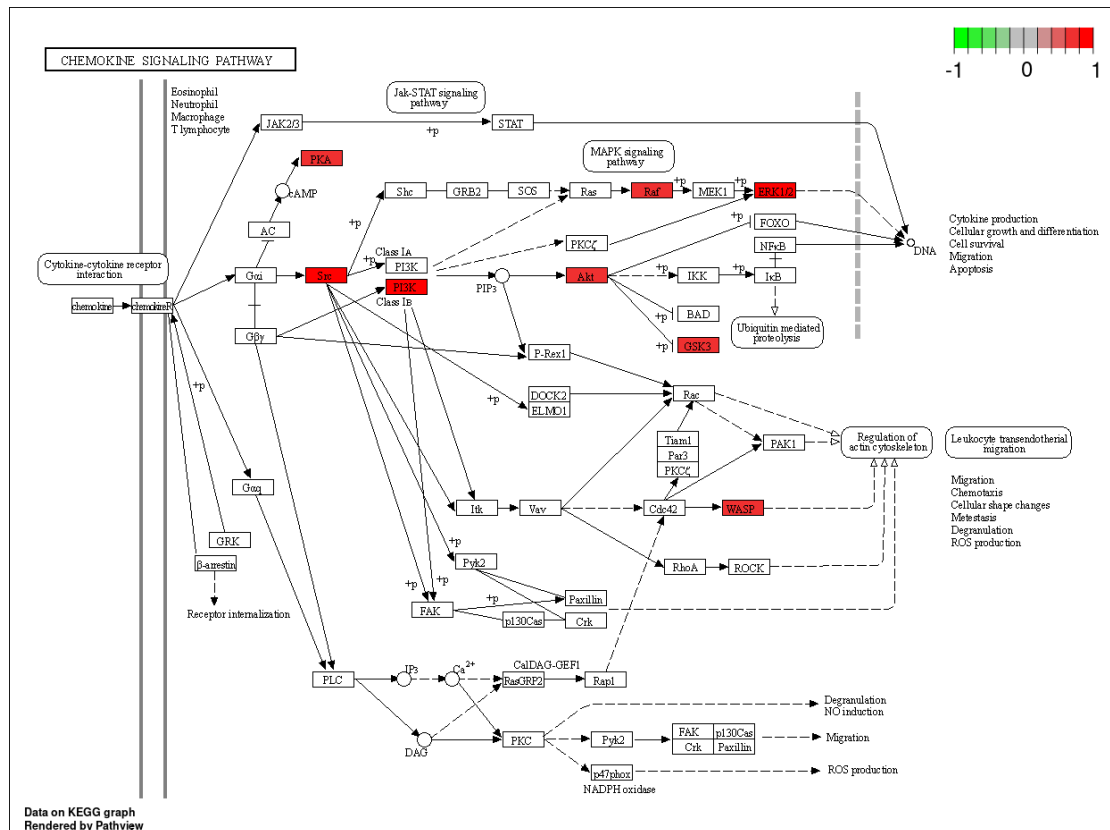 CHEMOKINE SIGNALING PATHWAY
-1 0 1
Eosinophil
Neutrophil
Macrophage
T lymphocyte
Jak-STAT signaling
pathway
JAK2/3
+p
STAT
PKA
cAMP
AC
MAPK signaling
pathway
+p
Shc
GRB2
SOS
Ras
Raf
+p
MEK1
+p
ERK1/2
Cytokine-cytokine receptor
interaction
chemokine
chemokineR
Gαi
Src
+p
Class IA
PI3K
PI3K
Class IB
PKCζ
PIP3
Akt
+p
FOXO
NFκB
+p
IKK
+p
IκB
DNA
Cytokine production
Cellular growth and differentiation
Cell survival
Migration
Apoptosis
+p
BAD
+p
GSK3
Ubiquitin mediated
proteolysis
Gβγ
P-Rex1
+p
+p
DOCK2
ELMO1
Rac
Tiam1
Par3
PKCζ
PAK1
Regulation of
actin cytoskeleton
Leukocyte transendotherial
migration
Gαq
Itk
Vav
Cdc42
WASP
Migration
Chemotaxis
Cellular shape changes
Metestasis
Degranulation
ROS production
GRK
β-arrestin
Receptor internalization
+p
Pyk2
RhoA
ROCK
+p
+p
FAK
+p
Paxillin
p130Cas
Crk
PLC
IP3
Ca2+
CalDAG-GEF1
RasGRP2
Rap1
DAG
PKC
Degranulation
NO induction
Pyk2
FAK
p130Cas
Crk
Paxillin
Migration
p47phox
NADPH oxidase
ROS production
Data on KEGG graph
Rendered by Pathview